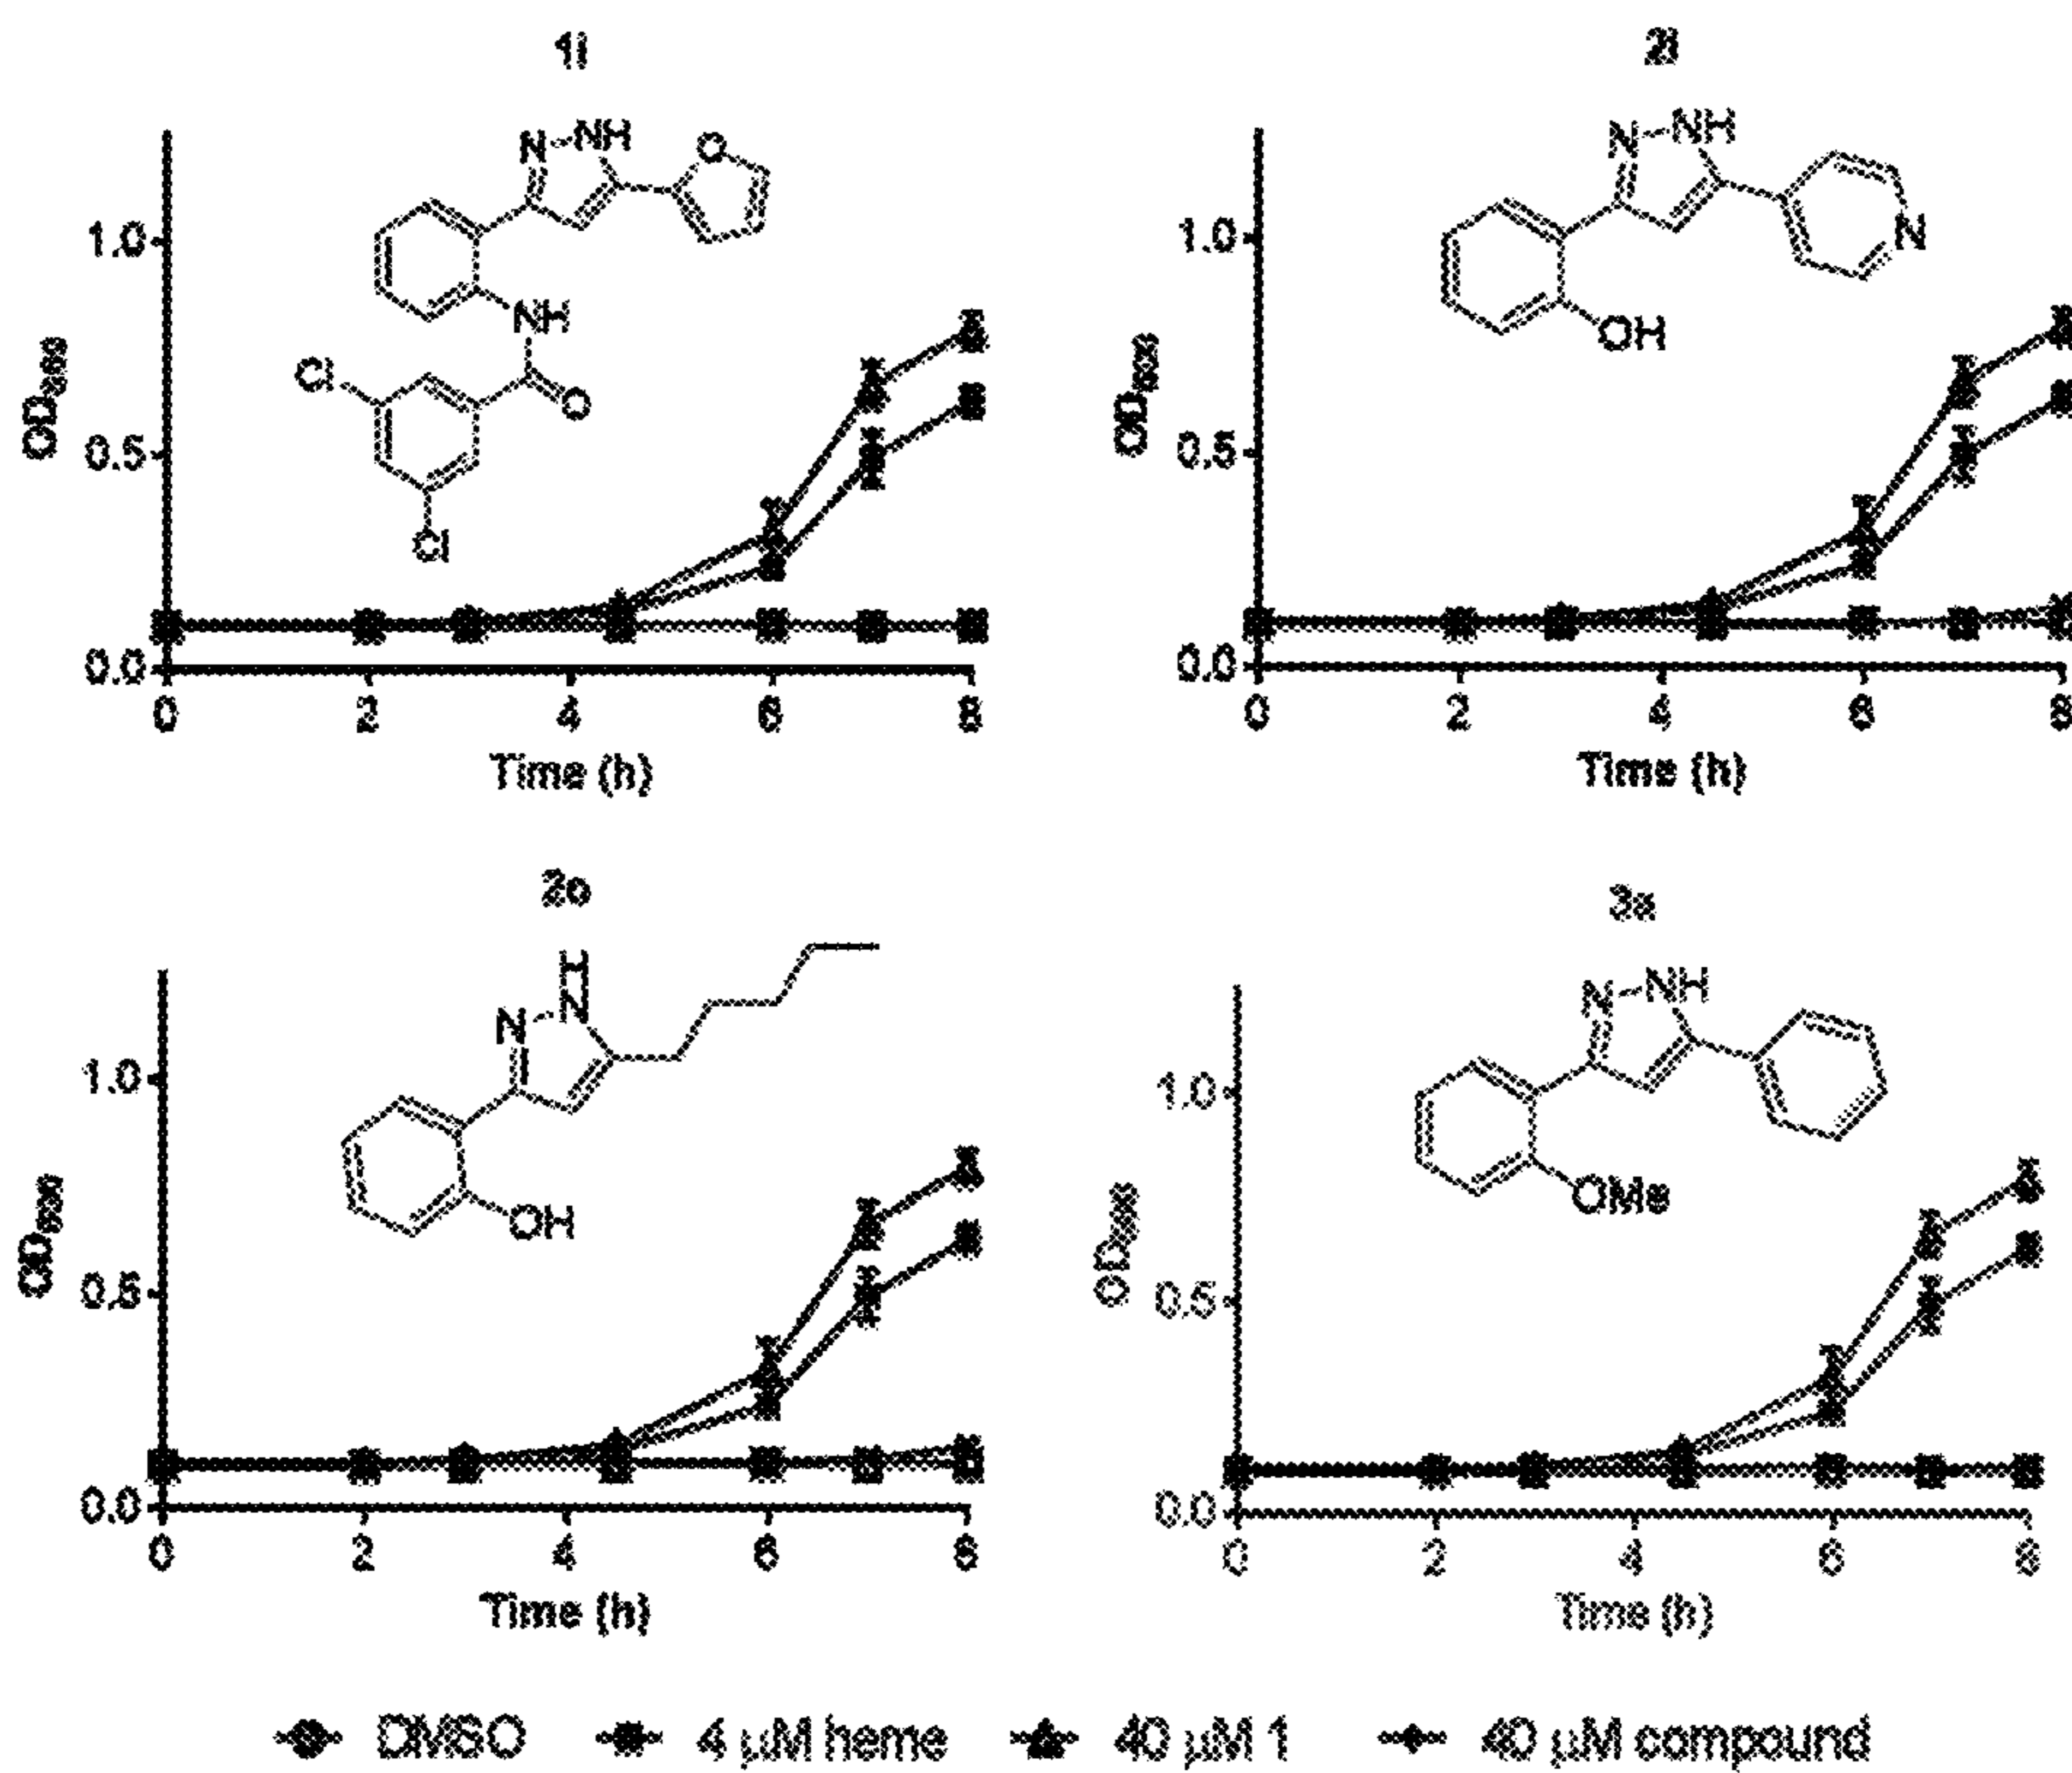 1i
N NH
O
1.0
NH
Cl
O
OD
0.5
Cl
0.0
0 2 4 6 8
Time (h)
2i
N NH
1.0
N
OH
OD
0.5
0.0
0 2 4 6 8
Time (h)
2o
H
N N
1.0
OH
OD
0.5
0.0
0 2 4 6 8
Time (h)
3a
N NH
1.0
OMe
OD
0.5
0.0
0 2 4 6 8
Time (h)
DMSO 4 μM heme 40 μM 1 40 μM compound